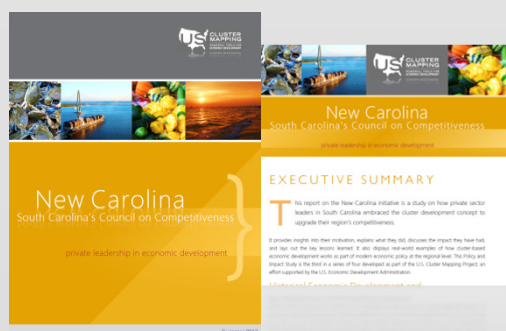 US CLUSTER
MAPPING
New Carolina
South Carolina's Council on Competitiveness
private leadership in economic development
US CLUSTER
MAPPING
New Carolina
South Carolina's Council on Competitiveness
private leadership in economic development
EXECUTIVE SUMMARY
This report on the New Carolina initiative is a study on how private sector
leaders in South Carolina embraced the cluster development concept to
upgrade their region's competitiveness.
It provides insights into their motivation, explains what they did, discusses the impact they have had,
and lays out the key lessons learned. It also displays real-world examples of how cluster-based
economic development works as part of modern economic policy at the regional level. This Policy and
Impact Study is the third in a series of four developed as part of the U.S. Cluster Mapping Project, an
effort supported by the U.S. Economic Development Administration.
Historical Economic Development and